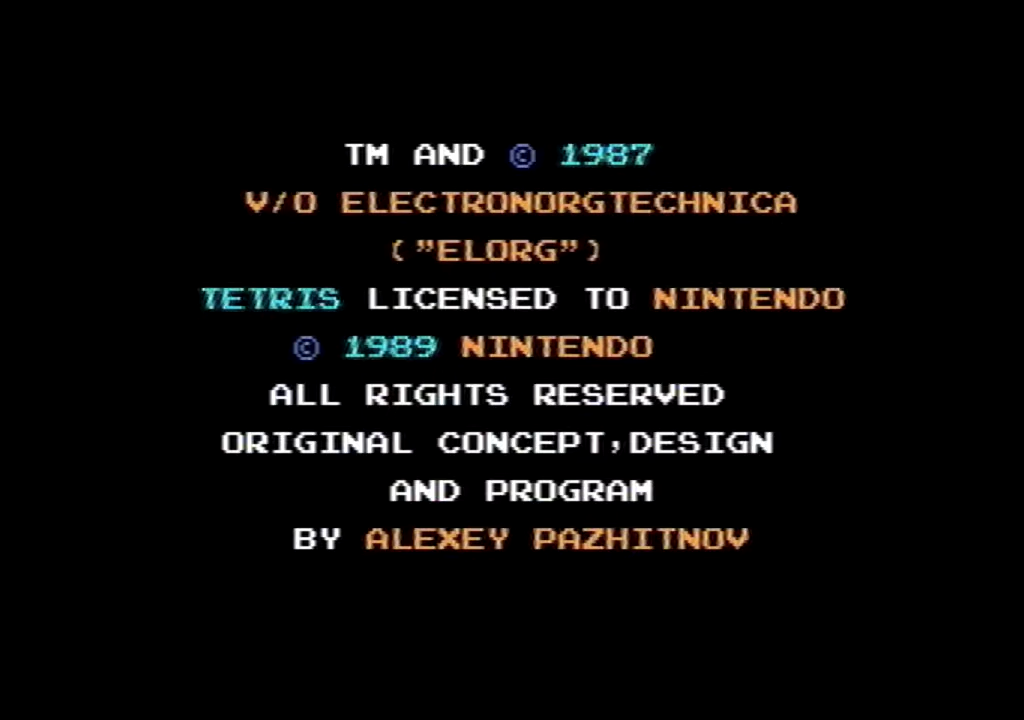 TM AND © 1987
V/O ELECTRONORGTECHNICA
("ELORG")
TETRIS LICENSED TO NINTENDO
© 1989 NINTENDO
ALL RIGHTS RESERVED
ORIGINAL CONCEPT,DESIGN
AND PROGRAM
BY ALEXEY PAZHITNOV